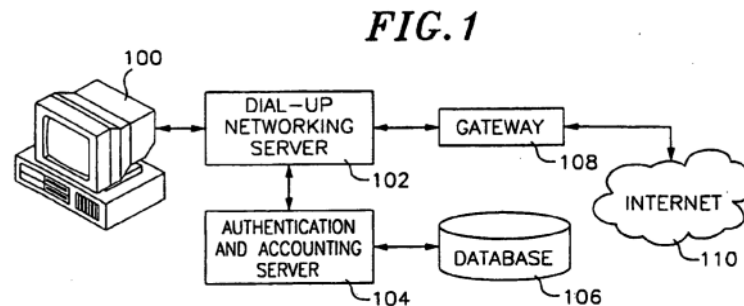 FIG.1
100
DIAL-UP
NETWORKING
SERVER
102
GATEWAY
108
INTERNET
110
AUTHENTICATION
AND ACCOUNTING
SERVER
104
DATABASE
106